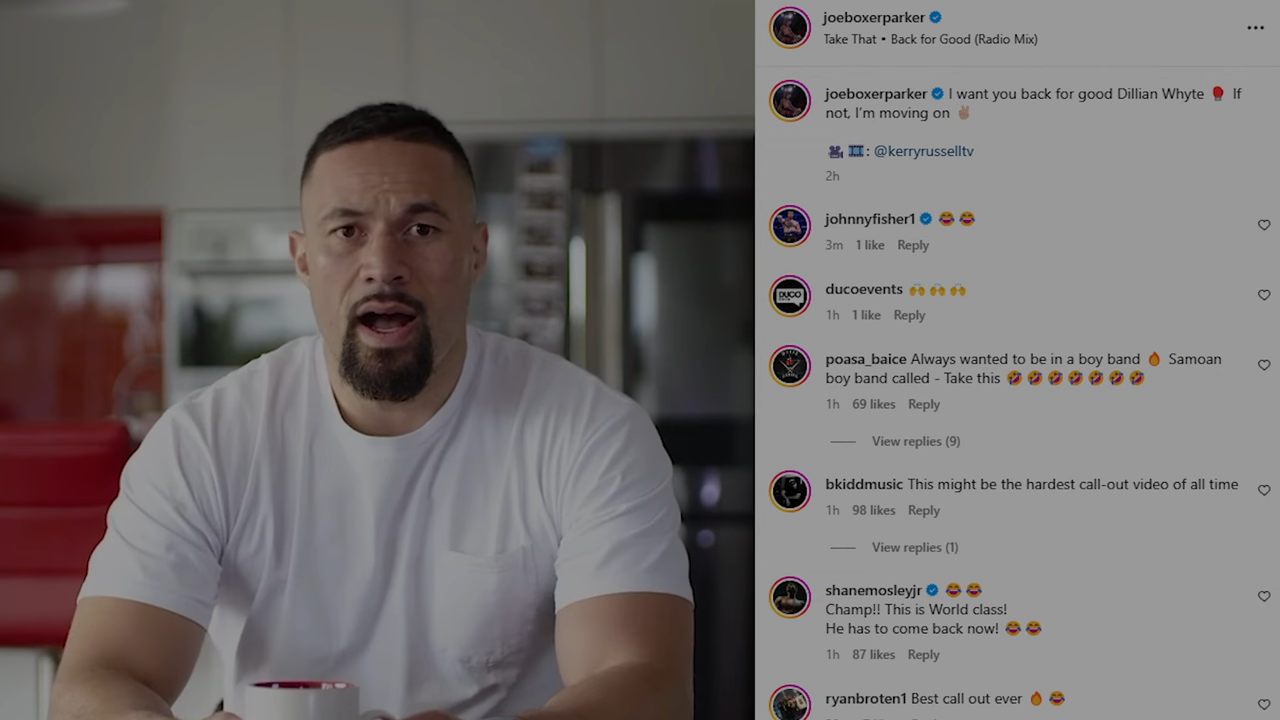 joeboxerparker
Take That • Back for Good (Radio Mix)
joeboxerparker I want you back for good Dillian Whyte 🥊 If
not, I'm moving on ✌🏼
🎥 🎞️: @kerryrusselltv
2h
johnnyfisher1 😂 😂
3m 1 like Reply
DUCO
ducoevents 🙌 🙌 🙌
1h 1 like Reply
poasa_baice Always wanted to be in a boy band 🔥 Samoan
boy band called - Take this 🤣🤣🤣🤣🤣🤣🤣
1h 69 likes Reply
View replies (9)
bkiddmusic This might be the hardest call-out video of all time
1h 98 likes Reply
View replies (1)
shanemosleyjr 😂 😂
Champ!! This is World class!
He has to come back now! 😂 😂
1h 87 likes Reply
ryanbroten1 Best call out ever 🔥 😂